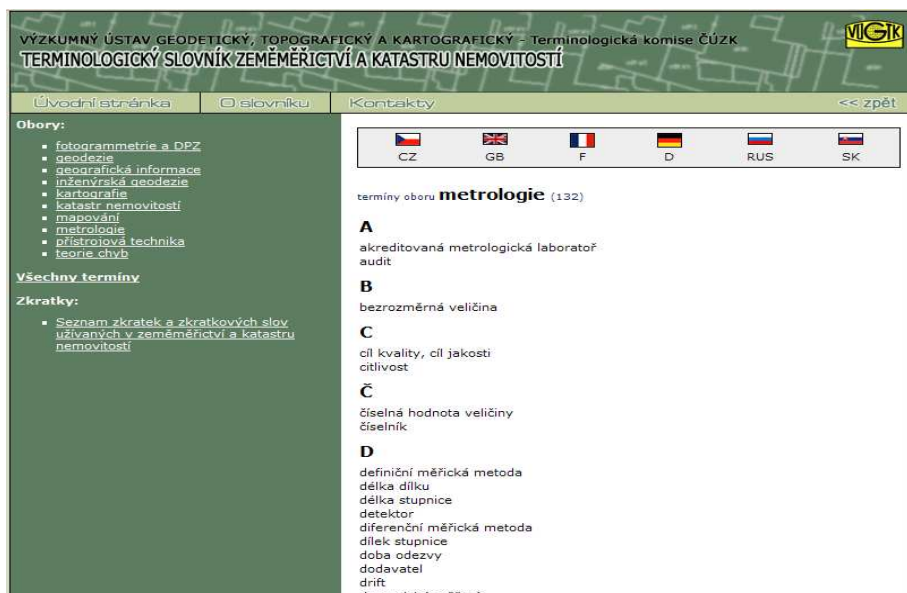 VÝZKUMNÝ ÚSTAV GEODETICKÝ, TOPOGRAFICKÝ A KARTOGRAFICKÝ - Terminologická komise ČÚZK
VÚGTK
TERMINOLOGICKÝ SLOVNÍK ZEMĚMĚŘICTVÍ A KATASTRU NEMOVITOSTÍ
Úvodní stránka
O slovníku
Kontakty
<< zpět
Obory:
fotogrammetrie a DPZ
geodezie
geografická informace
inženýrská geodezie
kartografie
katastr nemovitostí
mapování
metrologie
přístrojová technika
teorie chyb
Všechny termíny
Zkratky:
Seznam zkratek a zkratkových slov
užívaných v zeměměřictví a katastru
nemovitostí
CZ GB F D RUS SK
termíny oboru metrologie (132)
A
akreditovaná metrologická laboratoř
audit
B
bezrozměrná veličina
C
cíl kvality, cíl jakosti
citlivost
Č
číselná hodnota veličiny
číselník
D
definiční měřická metoda
délka dílku
délka stupnice
detektor
diferenční měřická metoda
dílek stupnice
doba odezvy
dodavatel
drift